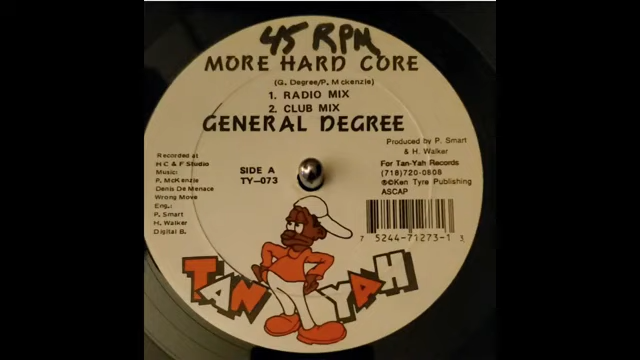 45 RPM
MORE HARD CORE
(G. Degree/P. Mckenzie)
1. RADIO MIX
2. CLUB MIX
GENERAL DEGREE
Produced by P. Smart
& H. Walker
Recorded at
H C & F Studio
Music:
P. McKenzie
Denis De Menace
Wrong Move
Eng.:
P. Smart
H. Walker
Digital B.
SIDE A
TY-073
For Tan-Yah Records
(718)720-0808
℗©Ken Tyre Publishing
ASCAP
7 5244-71273-1 3
TAN YAH